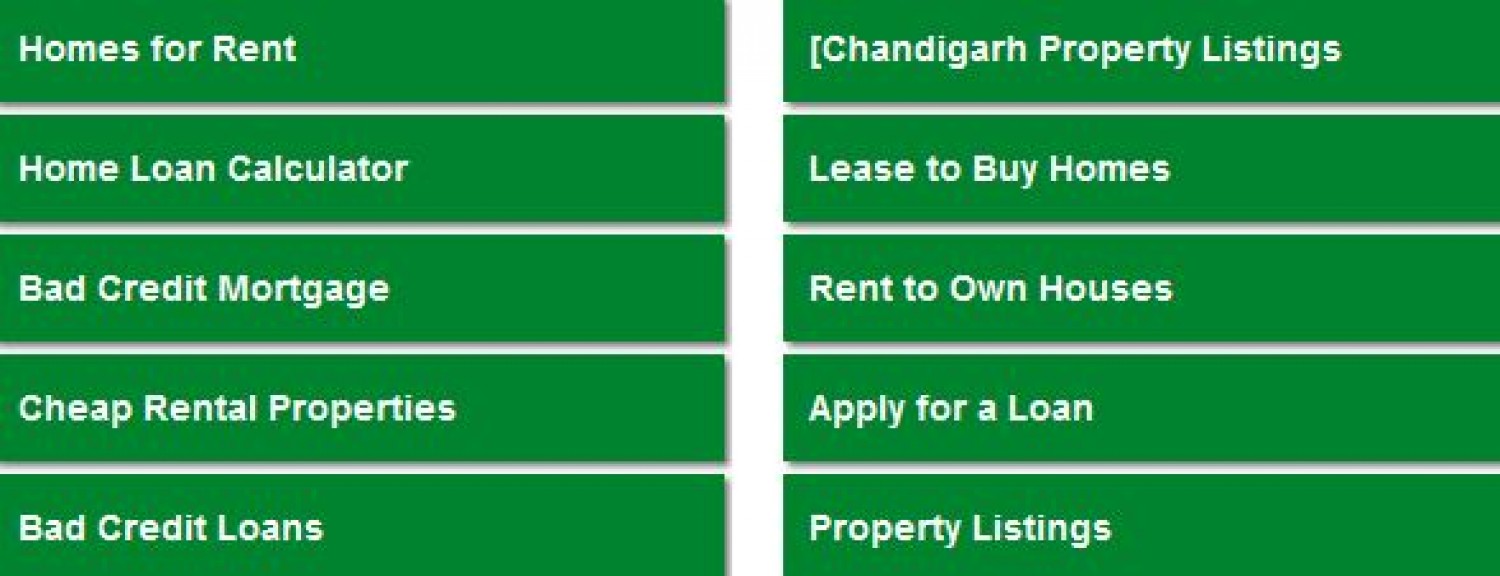 Homes for Rent
[Chandigarh Property Listings
Home Loan Calculator
Lease to Buy Homes
Bad Credit Mortgage
Rent to Own Houses
Cheap Rental Properties
Apply for a Loan
Bad Credit Loans
Property Listings